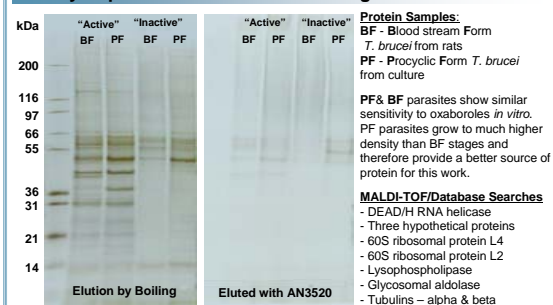 kDa
200
116
97
66
55
36
31
21
14
“Active” “Inactive”
BF PF BF PF
Elution by Boiling
“Active” “Inactive”
BF PF BF PF
Eluted with AN3520
Protein Samples:
BF - Blood stream Form
T. brucei from rats
PF - Procyclic Form T. brucei
from culture
PF& BF parasites show similar
sensitivity to oxaboroles in vitro.
PF parasites grow to much higher
density than BF stages and
therefore provide a better source of
protein for this work.
MALDI-TOF/Database Searches
- DEAD/H RNA helicase
- Three hypothetical proteins
- 60S ribosomal protein L4
- 60S ribosomal protein L2
- Lysophospholipase
- Glycosomal aldolase
- Tubulins – alpha & beta